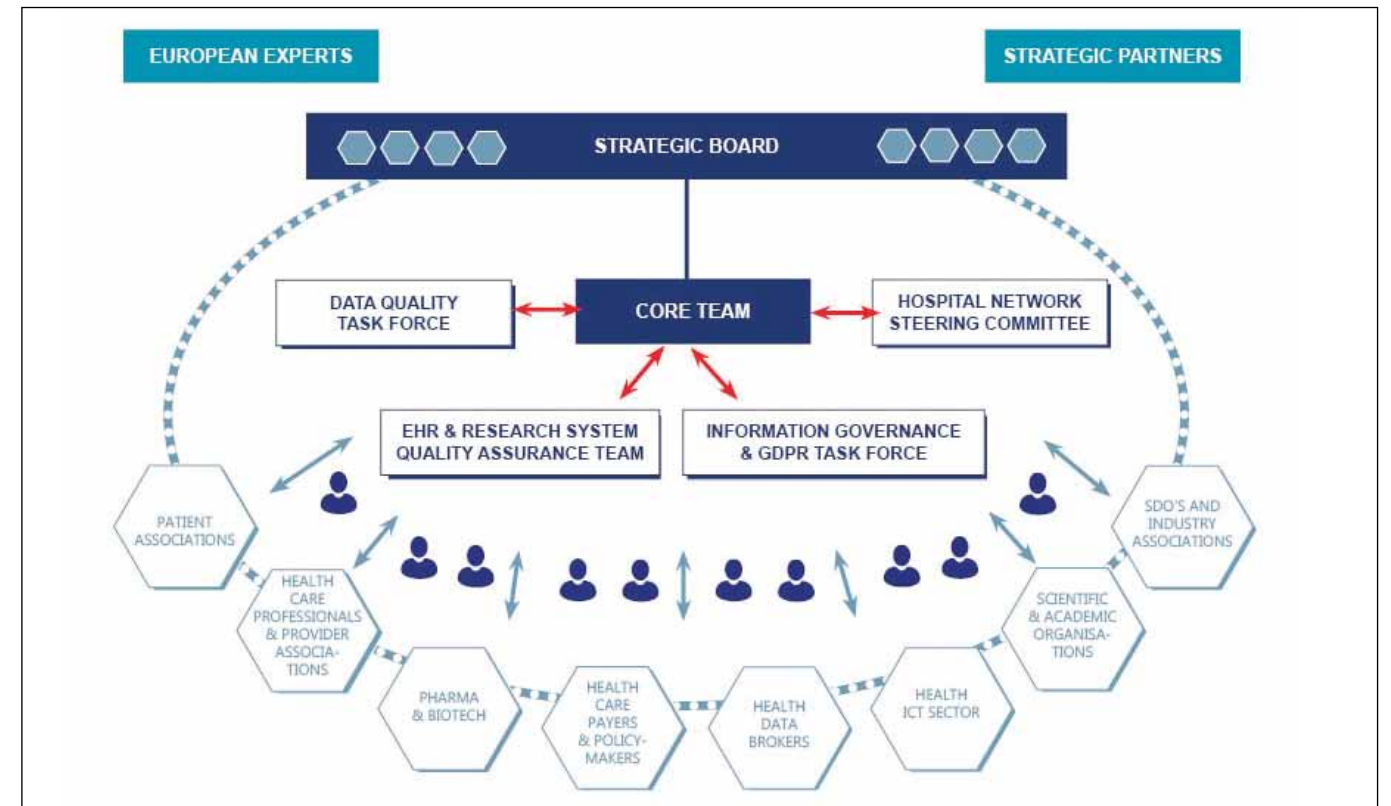 EUROPEAN EXPERTS
STRATEGIC PARTNERS
STRATEGIC BOARD
DATA QUALITY
TASK FORCE
CORE TEAM
HOSPITAL NETWORK
STEERING COMMITTEE
EHR & RESEARCH SYSTEM
QUALITY ASSURANCE TEAM
INFORMATION GOVERNANCE
& GDPR TASK FORCE
PATIENT
ASSOCIATIONS
HEALTH
CARE
PROFESSIONALS
& PROVIDER
ASSOCIA-
TIONS
PHARMA
& BIOTECH
HEALTH
CARE
PAYERS
& POLICY-
MAKERS
HEALTH
DATA
BROKERS
HEALTH
ICT SECTOR
SCIENTIFIC
& ACADEMIC
ORGANISA-
TIONS
SDO'S AND
INDUSTRY
ASSOCIATIONS